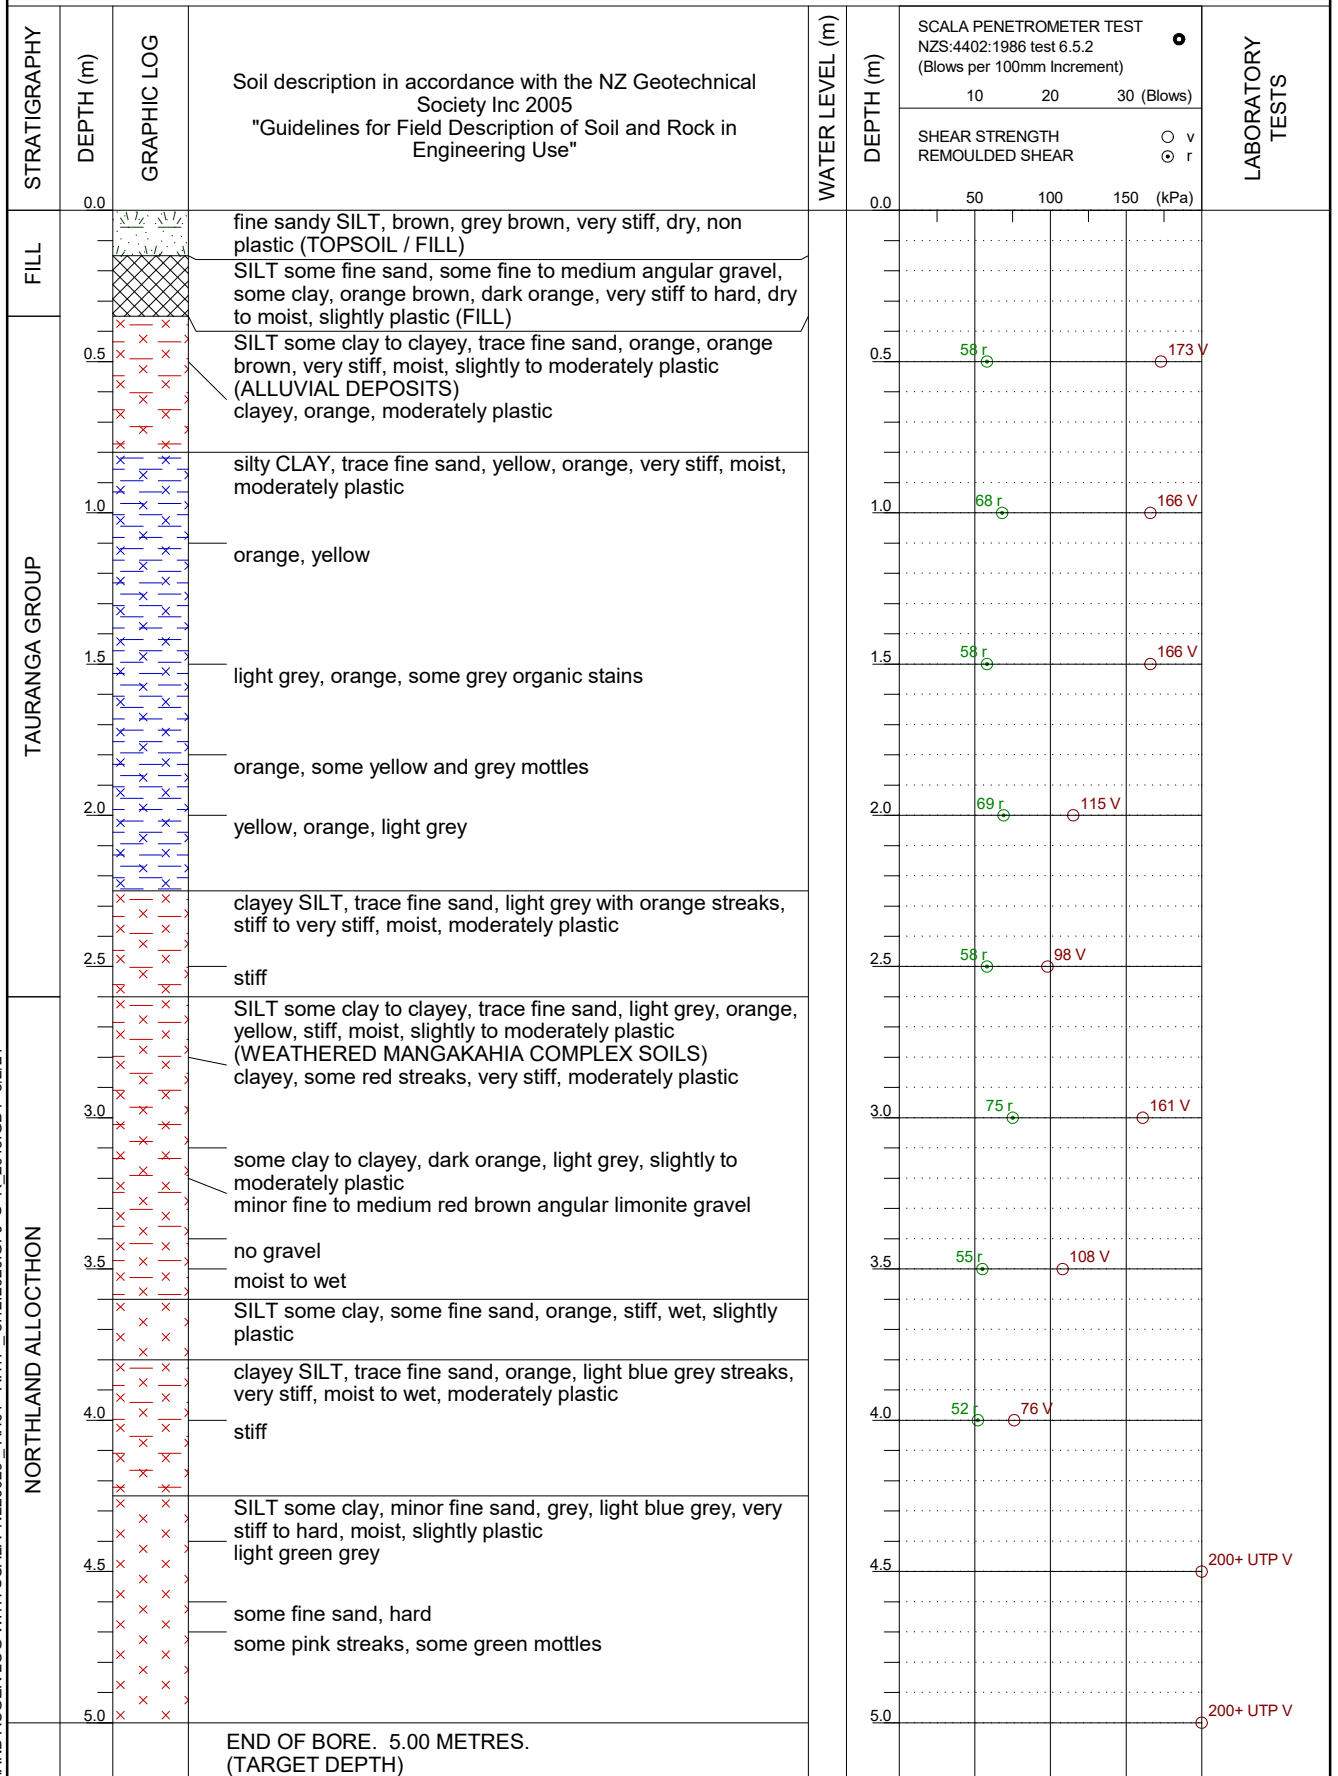 STRATIGRAPHY
DEPTH (m)
GRAPHIC LOG
Soil description in accordance with the NZ Geotechnical
Society Inc 2005
"Guidelines for Field Description of Soil and Rock in
Engineering Use"
WATER LEVEL (m)
DEPTH (m)
SCALA PENETROMETER TEST
NZS:4402:1986 test 6.5.2
(Blows per 100mm Increment)
10 20 30 (Blows)
SHEAR STRENGTH v
REMOULDED SHEAR r
50 100 150 (kPa)
LABORATORY
TESTS
0.0 0.0
FILL
fine sandy SILT, brown, grey brown, very stiff, dry, non
plastic (TOPSOIL / FILL)
SILT some fine sand, some fine to medium angular gravel,
some clay, orange brown, dark orange, very stiff to hard, dry
to moist, slightly plastic (FILL)
TAURANGA GROUP
SILT some clay to clayey, trace fine sand, orange, orange
brown, very stiff, moist, slightly to moderately plastic
(ALLUVIAL DEPOSITS)
clayey, orange, moderately plastic
0.5 0.5 58 r 173 V
silty CLAY, trace fine sand, yellow, orange, very stiff, moist,
moderately plastic
1.0 1.0 68 r 166 V
orange, yellow
1.5 1.5 58 r 166 V
light grey, orange, some grey organic stains
orange, some yellow and grey mottles
2.0 2.0 69 r 115 V
yellow, orange, light grey
clayey SILT, trace fine sand, light grey with orange streaks,
stiff to very stiff, moist, moderately plastic
2.5 2.5 58 r 98 V
stiff
NORTHLAND ALLOCTHON
SILT some clay to clayey, trace fine sand, light grey, orange,
yellow, stiff, moist, slightly to moderately plastic
(WEATHERED MANGAKAHIA COMPLEX SOILS)
clayey, some red streaks, very stiff, moderately plastic
3.0 3.0 75 r 161 V
some clay to clayey, dark orange, light grey, slightly to
moderately plastic
minor fine to medium red brown angular limonite gravel
no gravel
3.5 3.5 55 r 108 V
moist to wet
SILT some clay, some fine sand, orange, stiff, wet, slightly
plastic
clayey SILT, trace fine sand, orange, light blue grey streaks,
very stiff, moist to wet, moderately plastic
4.0 4.0 52 r 76 V
stiff
SILT some clay, minor fine sand, grey, light blue grey, very
stiff to hard, moist, slightly plastic
light green grey
4.5 4.5 200+ UTP V
some fine sand, hard
some pink streaks, some green mottles
5.0 5.0 200+ UTP V
END OF BORE. 5.00 METRES.
(TARGET DEPTH)